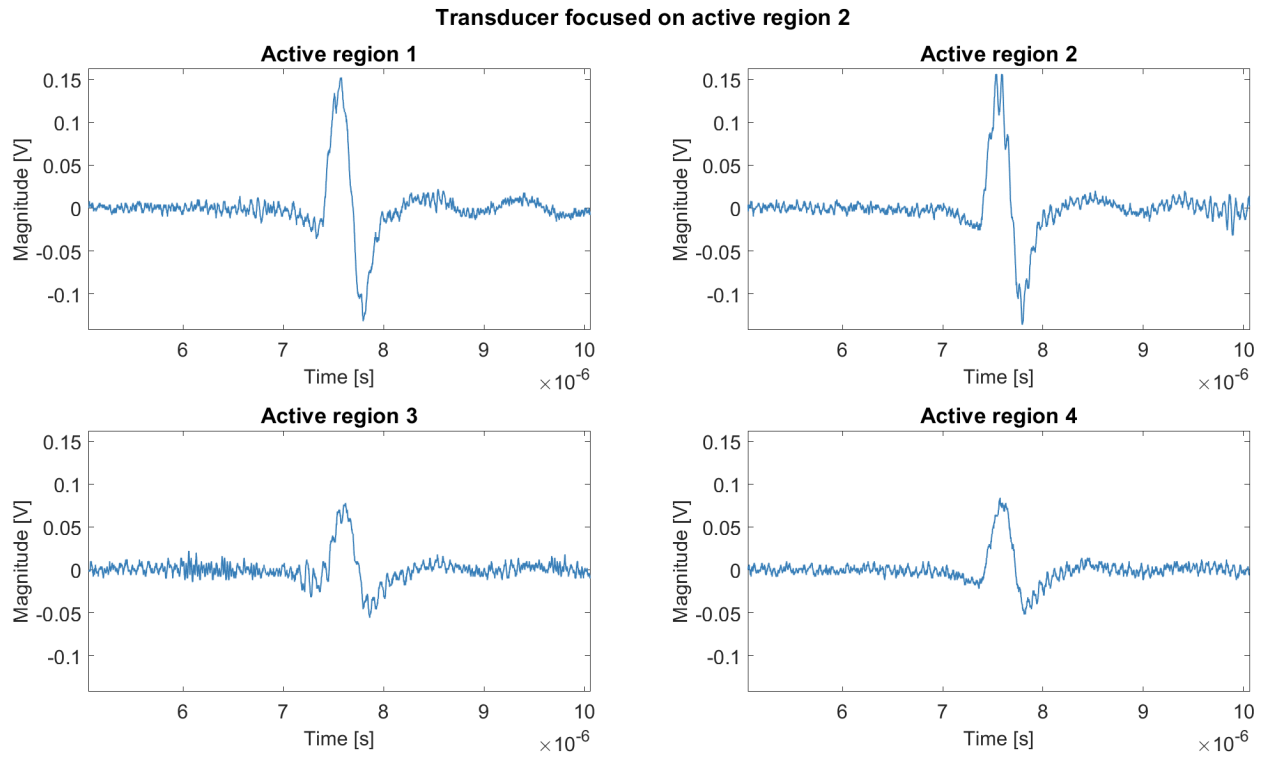 Transducer focused on active region 2
Active region 1
Magnitude [V]
0.15
0.1
0.05
0
-0.05
-0.1
6 7 8 9 10
Time [s]
×10-6
Active region 2
Magnitude [V]
0.15
0.1
0.05
0
-0.05
-0.1
6 7 8 9 10
Time [s]
×10-6
Active region 3
Magnitude [V]
0.15
0.1
0.05
0
-0.05
-0.1
6 7 8 9 10
Time [s]
×10-6
Active region 4
Magnitude [V]
0.15
0.1
0.05
0
-0.05
-0.1
6 7 8 9 10
Time [s]
×10-6